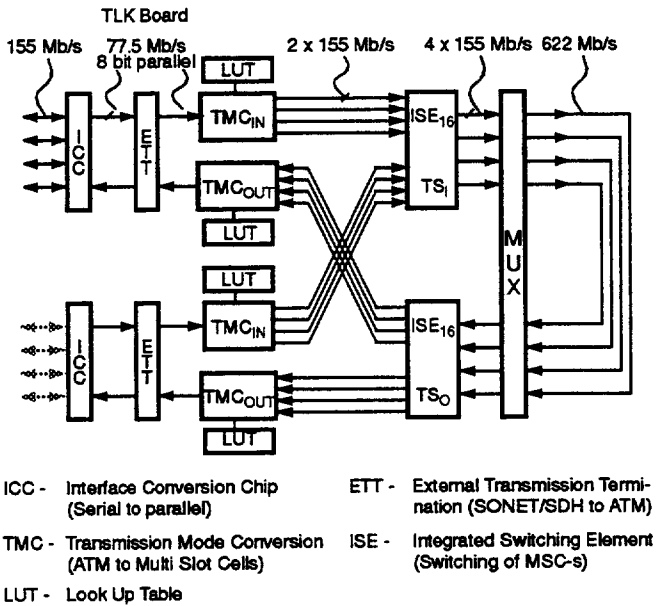 TLK Board
155 Mb/s 77.5 Mb/s 2 x 155 Mb/s 4 x 155 Mb/s 622 Mb/s
8 bit parallel
LUT
ICC ETT TMCIN ISE16
TMCOUT TSI
LUT
MUX
LUT
ICC ETT TMCIN ISE16
TMCOUT TSO
LUT
ICC - Interface Conversion Chip
(Serial to parallel)
ETT - External Transmission Termi-
nation (SONET/SDH to ATM)
TMC - Transmission Mode Conversion
(ATM to Multi Slot Cells)
ISE - Integrated Switching Element
(Switching of MSC-s)
LUT - Look Up Table